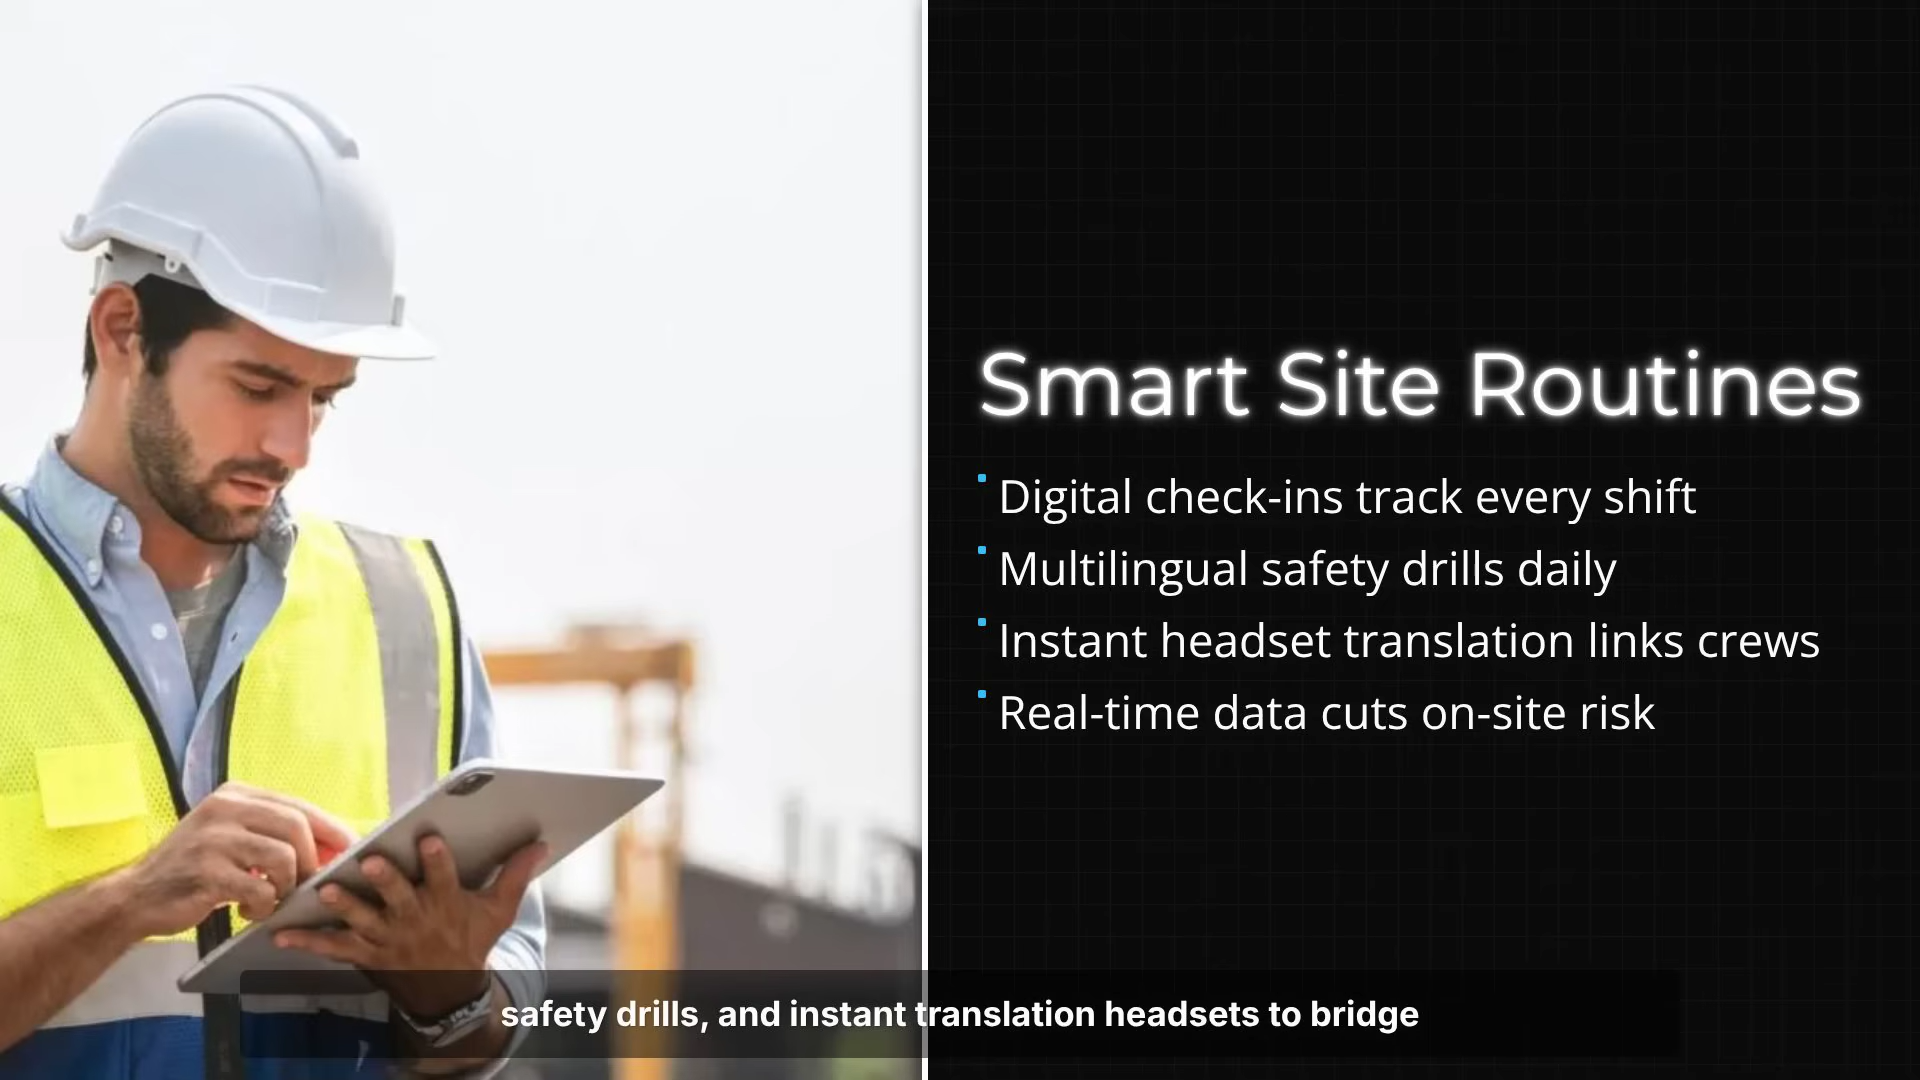 Smart Site Routines
Digital check-ins track every shift
Multilingual safety drills daily
Instant headset translation links crews
Real-time data cuts on-site risk
safety drills, and instant translation headsets to bridge